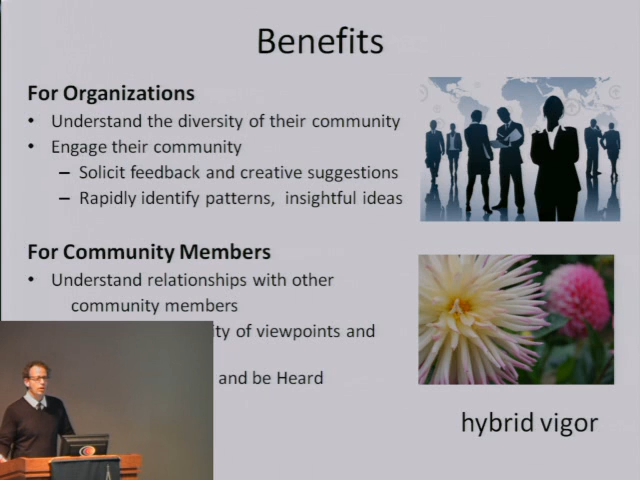 Benefits
For Organizations
• Understand the diversity of their community
• Engage their community
– Solicit feedback and creative suggestions
– Rapidly identify patterns, insightful ideas
For Community Members
• Understand relationships with other
community members
of viewpoints and
and be Heard
hybrid vigor